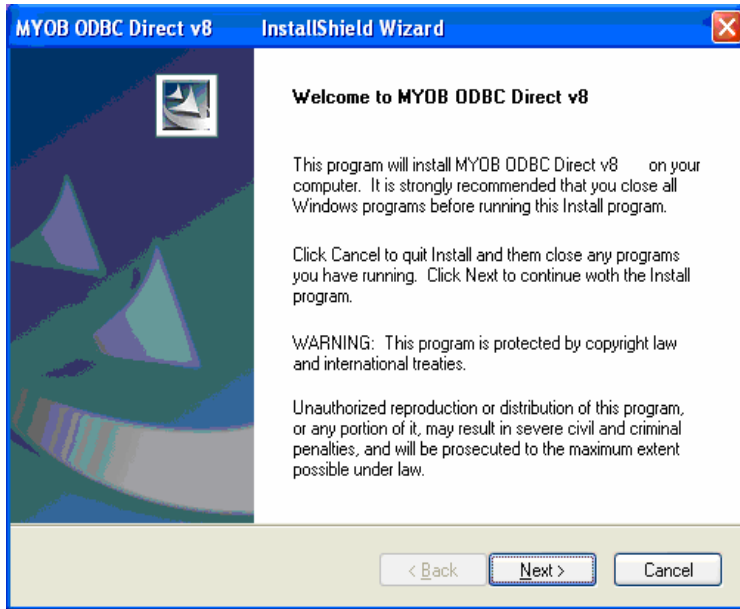 MYOB ODBC Direct v8 InstallShield Wizard
Welcome to MYOB ODBC Direct v8
This program will install MYOB ODBC Direct v8 on your
computer. It is strongly recommended that you close all
Windows programs before running this Install program.
Click Cancel to quit Install and them close any programs
you have running. Click Next to continue woth the Install
program.
WARNING: This program is protected by copyright law
and international treaties.
Unauthorized reproduction or distribution of this program,
or any portion of it, may result in severe civil and criminal
penalties, and will be prosecuted to the maximum extent
possible under law.
< Back Next > Cancel